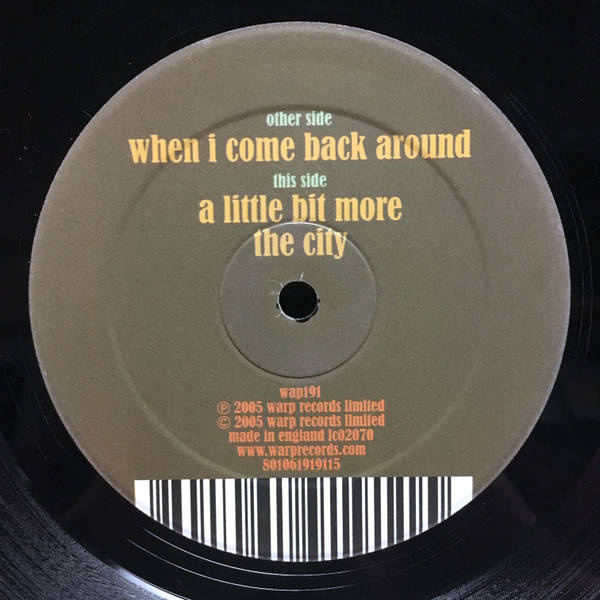 other side
when i come back around
this side
a little bit more
the city
wap191
℗ 2005 warp records limited
© 2005 warp records limited
made in england lc02070
www.warprecords.com
801061919115